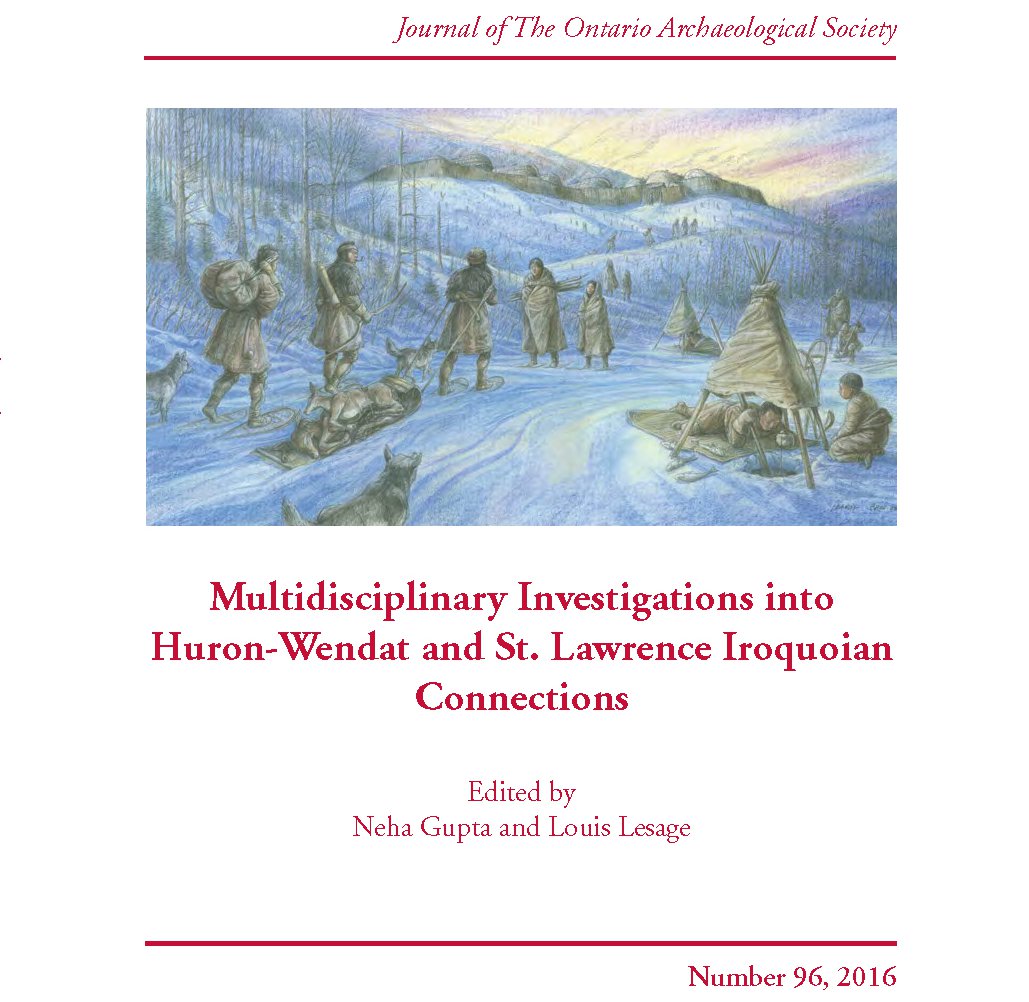 Journal of The Ontario Archaeological Society
Multidisciplinary Investigations into
Huron-Wendat and St. Lawrence Iroquoian
Connections
Edited by
Neha Gupta and Louis Lesage
Number 96, 2016